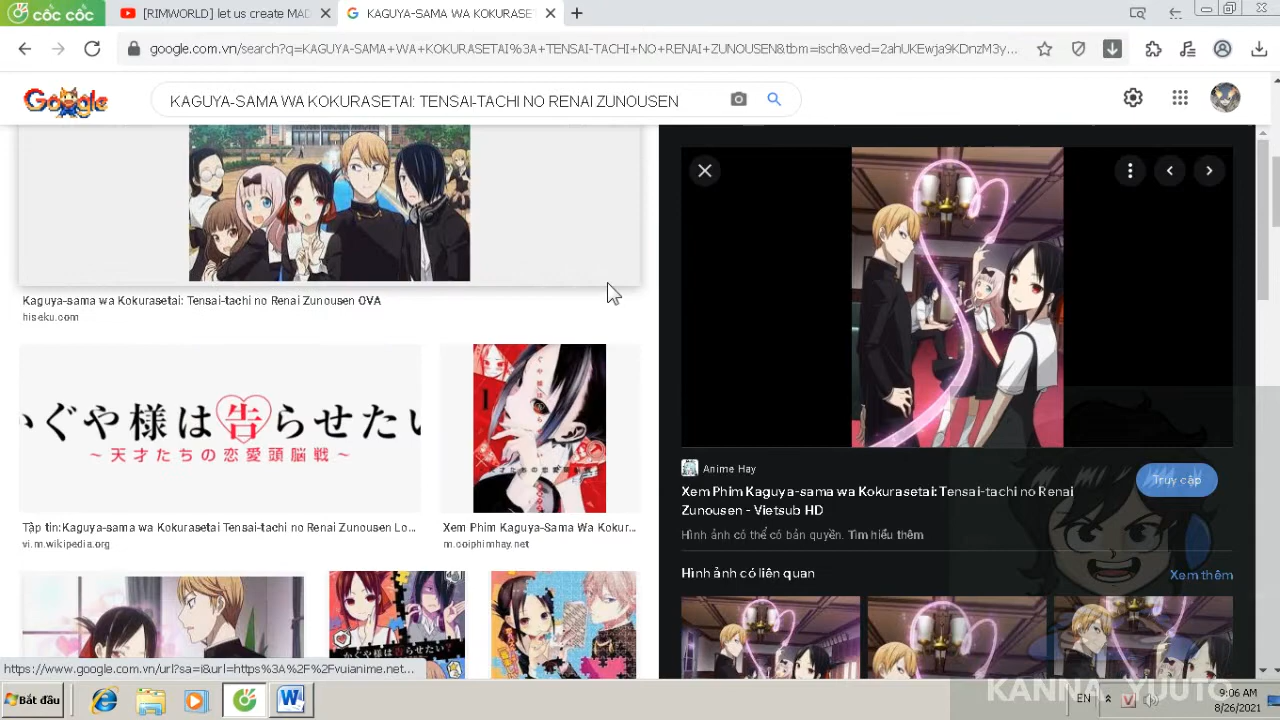 cốc cốc
[RIMWORLD] let us create MAD
KAGUYA-SAMA WA KOKURASE
google.com.vn/search?q=KAGUYA-SAMA+WA+KOKURASETAI%3A+TENSAI-TACHI+NO+RENAI+ZUNOUSEN&tbm=isch&ved=2ahUKEwja9KDnzM3y...
Google
KAGUYA-SAMA WA KOKURASETAI: TENSAI-TACHI NO RENAI ZUNOUSEN
Kaguya-sama wa Kokurasetai: Tensai-tachi no Renai Zunousen OVA
hiseku.com
かぐや様は告らせたい
~天才たちの恋愛頭脳戦~
Tập tin:Kaguya-sama wa Kokurasetai Tensai-tachi no Renai Zunousen Lo...
vi.m.wikipedia.org
Xem Phim Kaguya-Sama Wa Kokur...
m.coiphimhay.net
Anime Hay
Truy cập
Xem Phim Kaguya-sama wa Kokurasetai: Tensai-tachi no Renai
Zunousen - Vietsub HD
Hình ảnh có thể có bản quyền. Tìm hiểu thêm
Hình ảnh có liên quan
Xem thêm
https://www.google.com.vn/url?sa=i&url=https%3A%2F%2Fvuianime.net...
Bắt đầu
EN
9:06 AM
8/26/2021
KANNA YUUTO